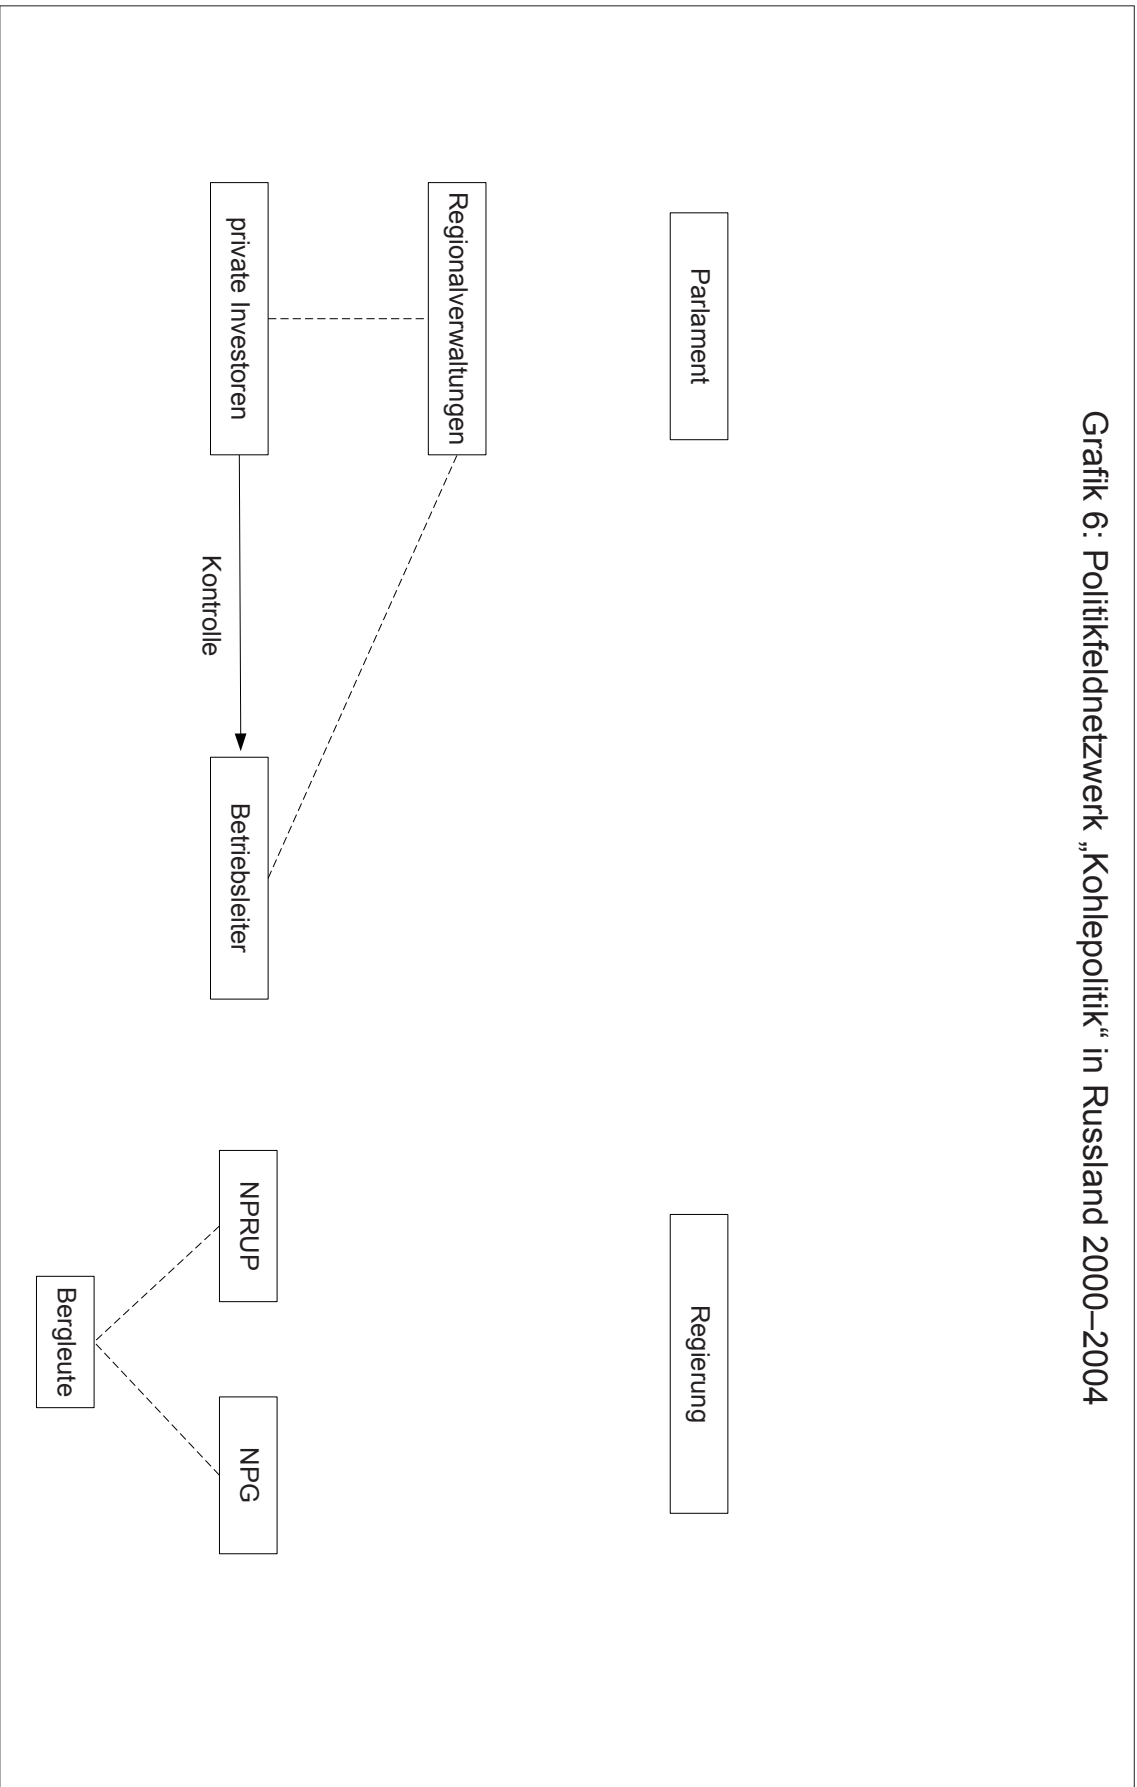 Grafik 6: Politikfeldnetzwerk „Kohlepolitik“ in Russland 2000–2004
Parlament
Regierung
Regionalverwaltungen
private Investoren
Kontrolle
Betriebsleiter
NPRUP
NPG
Bergleute